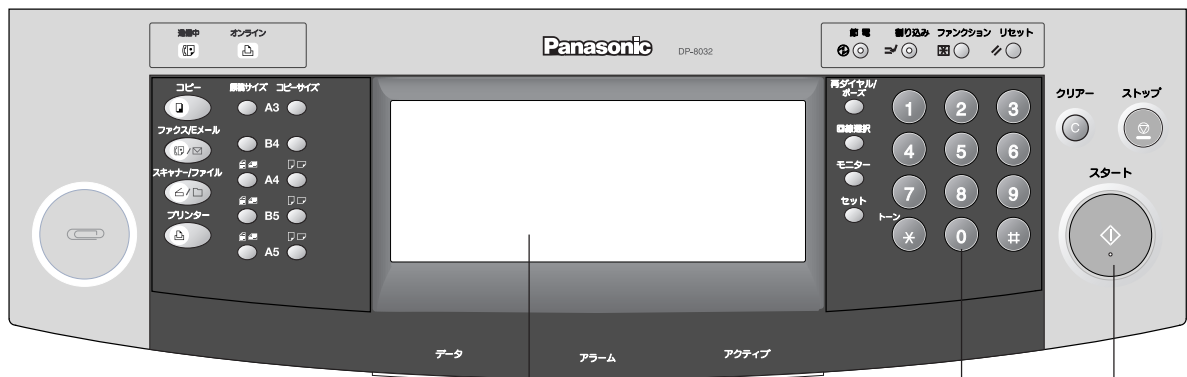 通信中 オンライン
Panasonic DP-8032
節電 割り込み ファンクション リセット
コピー
ファクス/Eメール
スキャナー/ファイル
プリンター
原稿サイズ コピーサイズ
A3
B4
A4
B5
A5
再ダイヤル/
ポーズ
回線選択
モニター
セット
トーン
1 2 3
4 5 6
7 8 9
＊ 0 #
クリアー ストップ
C
スタート
データ アラーム アクティブ